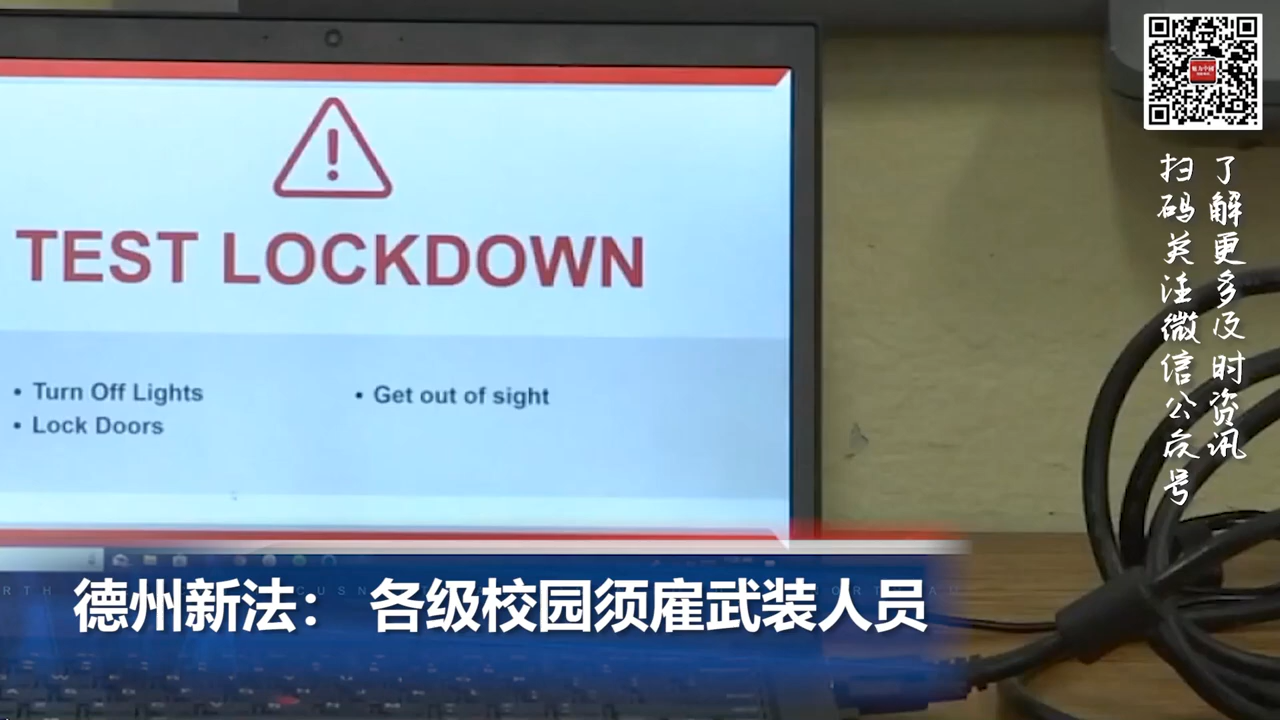 TEST LOCKDOWN
• Turn Off Lights
• Lock Doors
• Get out of sight
了解更多及时资讯
扫码关注微信公众号
德州新法： 各级校园须雇武装人员